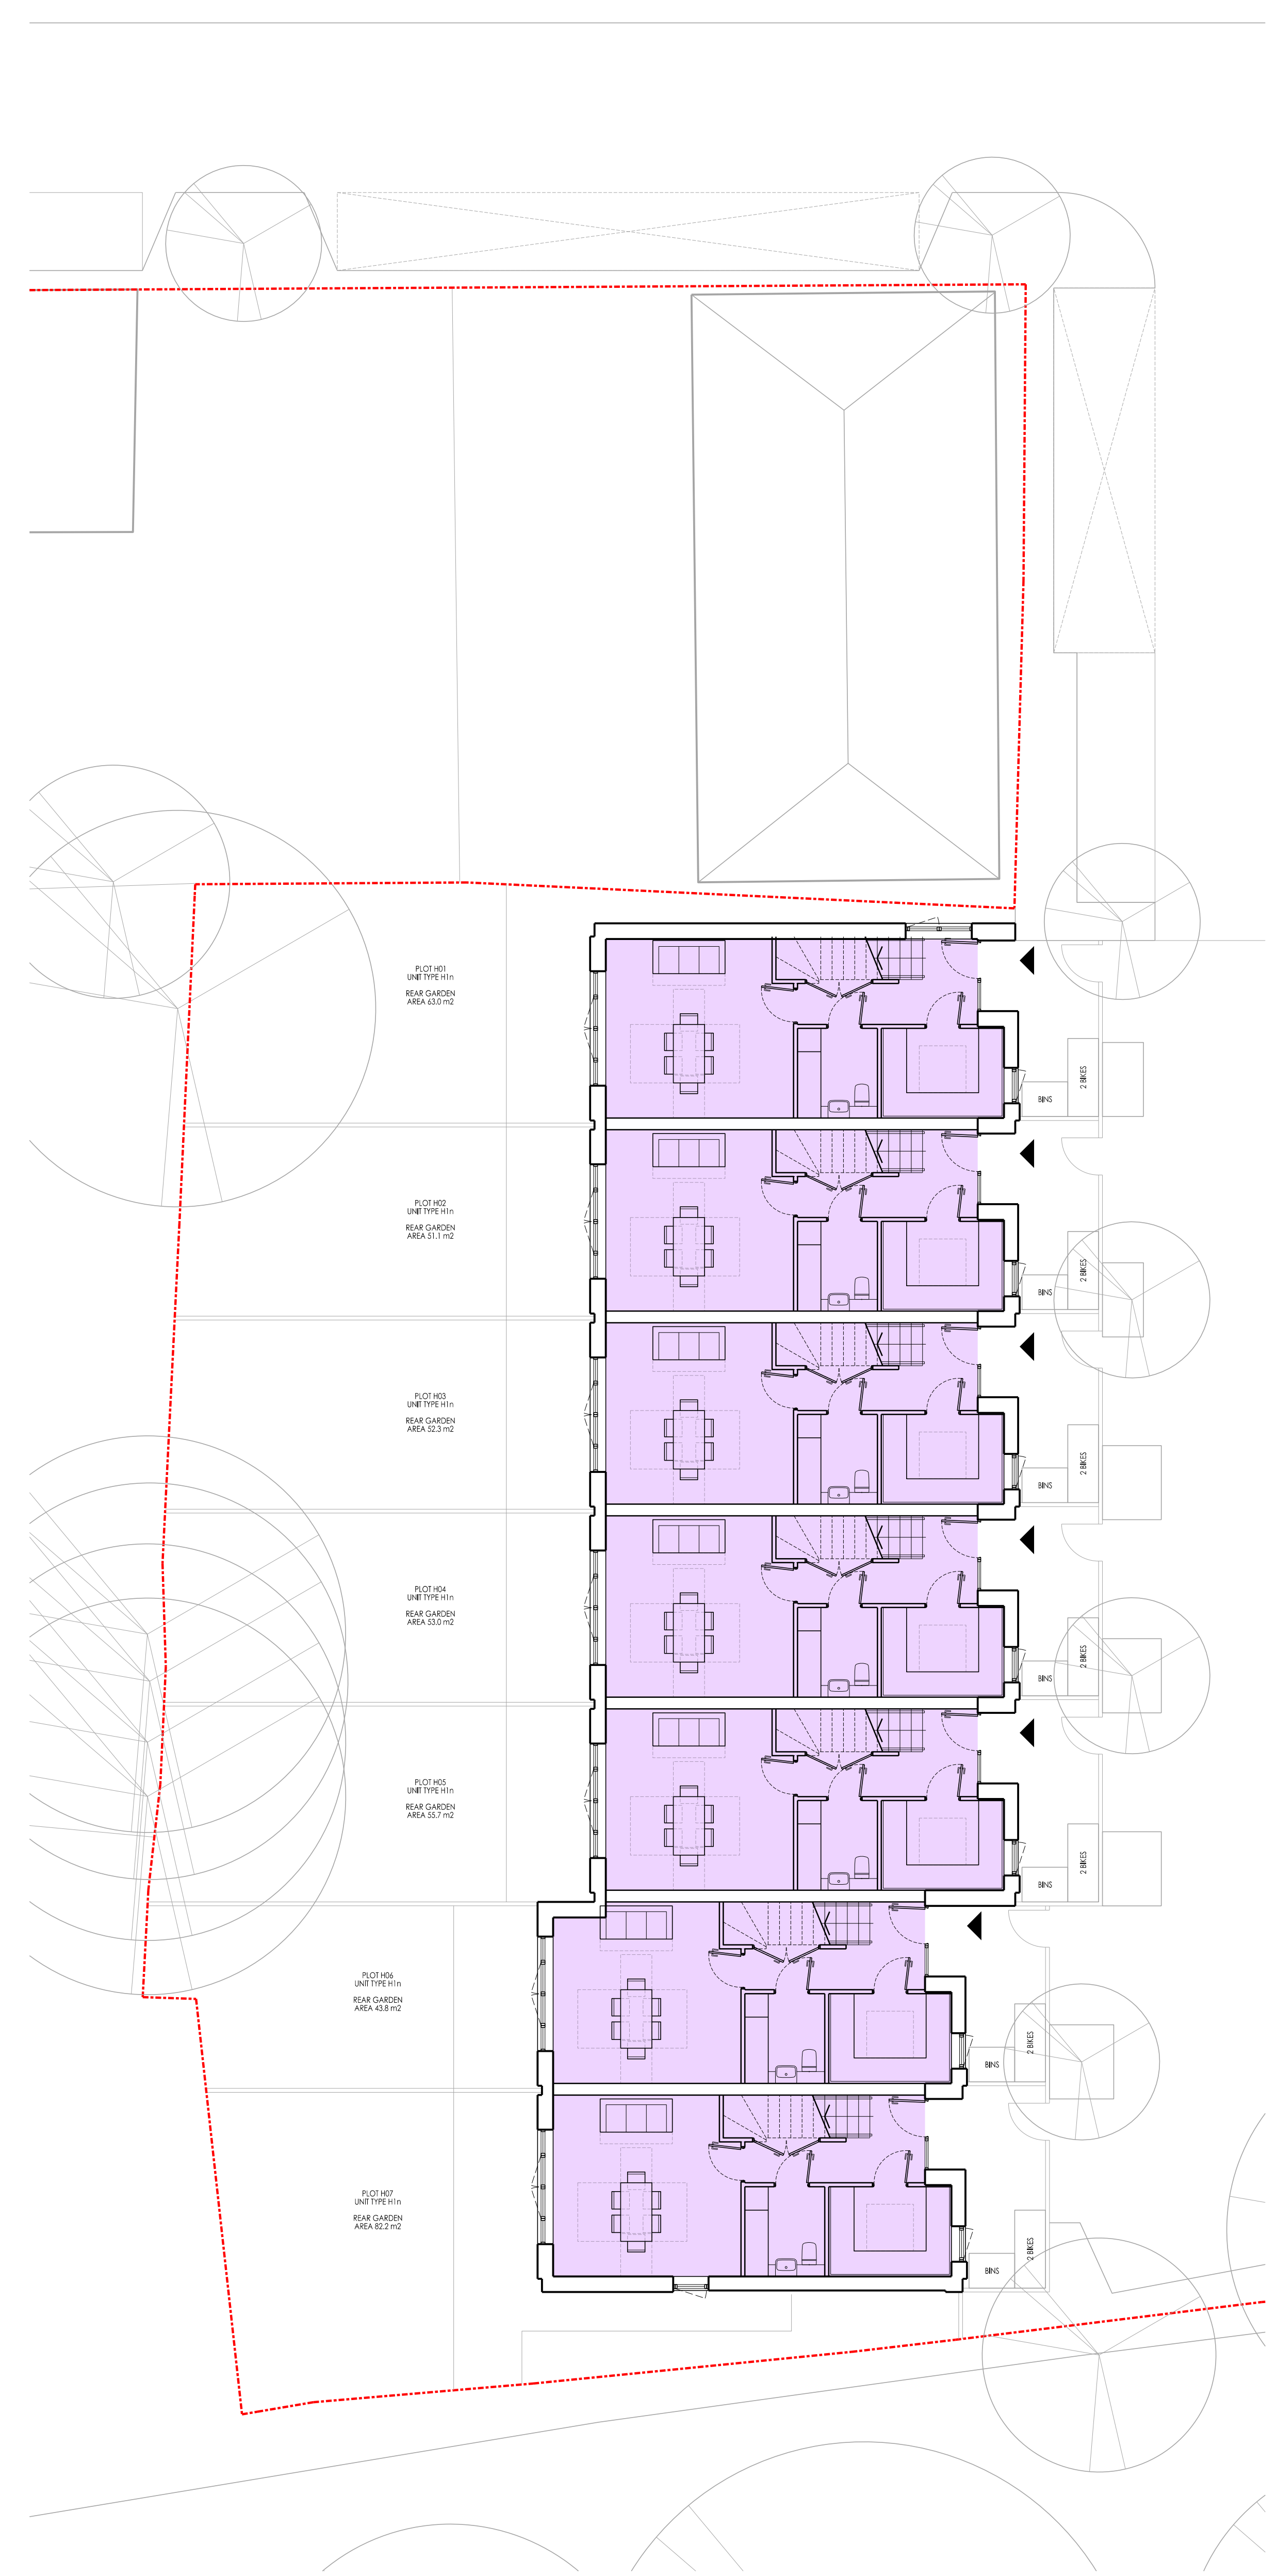 PLOT H01
UNIT TYPE H1n
REAR GARDEN
AREA 63.0 m2
2 BIKES
BINS
PLOT H02
UNIT TYPE H1n
REAR GARDEN
AREA 51.1 m2
2 BIKES
BINS
PLOT H03
UNIT TYPE H1n
REAR GARDEN
AREA 52.3 m2
2 BIKES
BINS
PLOT H04
UNIT TYPE H1n
REAR GARDEN
AREA 53.0 m2
2 BIKES
BINS
PLOT H05
UNIT TYPE H1n
REAR GARDEN
AREA 55.7 m2
2 BIKES
BINS
PLOT H06
UNIT TYPE H1n
REAR GARDEN
AREA 43.8 m2
2 BIKES
BINS
PLOT H07
UNIT TYPE H1n
REAR GARDEN
AREA 82.2 m2
2 BIKES
BINS